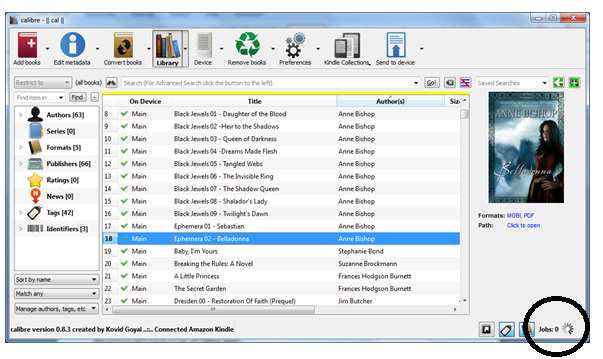 calibre - || cal ||
Add books Edit metadata Convert books Library Device Remove books Preferences Kindle Collections Send to device
Restrict to (all books) Search (For Advanced Search click the button to the left) Go! Saved Searches
Find item in ... Find -
On Device Title Author(s) Siz
Authors [63]
Series [0]
Formats [5]
Publishers [66]
Ratings [0]
News [0]
Tags [42]
Identifiers [3]
8 Main Black Jewels 01 - Daughter of the Blood Anne Bishop
9 Main Black Jewels 02 -Heir to the Shadows Anne Bishop
10 Main Black Jewels 03 - Queen of Darkness Anne Bishop
11 Main Black Jewels 04 -Dreams Made Flesh Anne Bishop
12 Main Black Jewels 05 - Tangled Webs Anne Bishop
13 Main Black Jewels 06 - The Invisible Ring Anne Bishop
14 Main Black Jewels 07 - The Shadow Queen Anne Bishop
15 Main Black Jewels 08 - Shalador's Lady Anne Bishop
16 Main Black Jewels 09 - Twilight's Dawn Anne Bishop
17 Main Ephemera 01 - Sebastian Anne Bishop
18 Main Ephemera 02 - Belladonna Anne Bishop
19 Main Baby, I'm Yours Stephanie Bond
20 Main Breaking the Rules: A Novel Suzanne Brockmann
21 Main A Little Princess Frances Hodgson Burnett
22 Main The Secret Garden Frances Hodgson Burnett
23 Main Dresden 00 - Restoration Of Faith (Prequel) Jim Butcher
ANNE BISHOP
Belladonna
Formats: MOBI, PDF
Path: Click to open
Sort by name
Match any
Manage authors, tags, etc
calibre version 0.8.3 created by Kovid Goyal ..::.. Connected Amazon Kindle
Jobs: 0